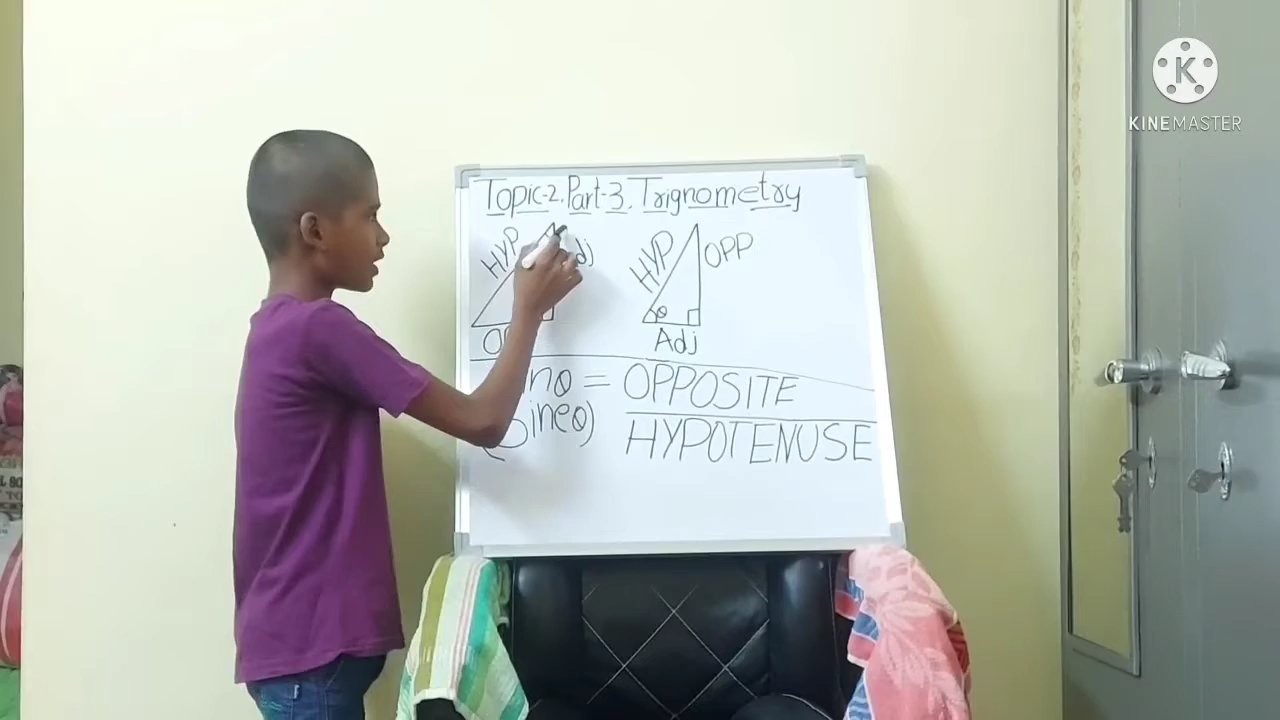 Topic-2. Part-3. Trignometry
HYP
HYP
OPP
θ
Adj
= OPPOSITE
HYPOTENUSE
KINEMASTER